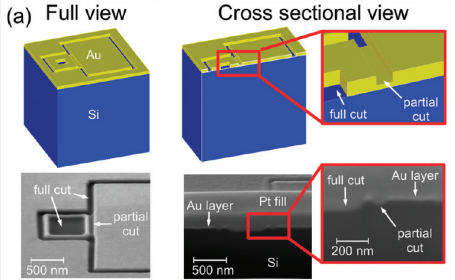 (a) Full view
Cross sectional view
Au
Si
full cut
partial
cut
full cut
partial
cut
500 nm
Au layer
Pt fill
500 nm
Si
full cut
Au layer
partial
cut
200 nm